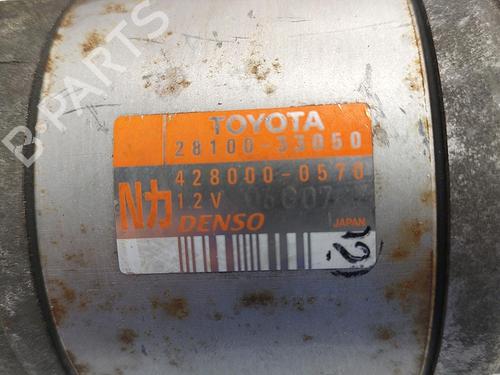 B-PARTS
TOYOTA
28100-33050
428000-0570
Nカ
12V
DENSO
JAPAN